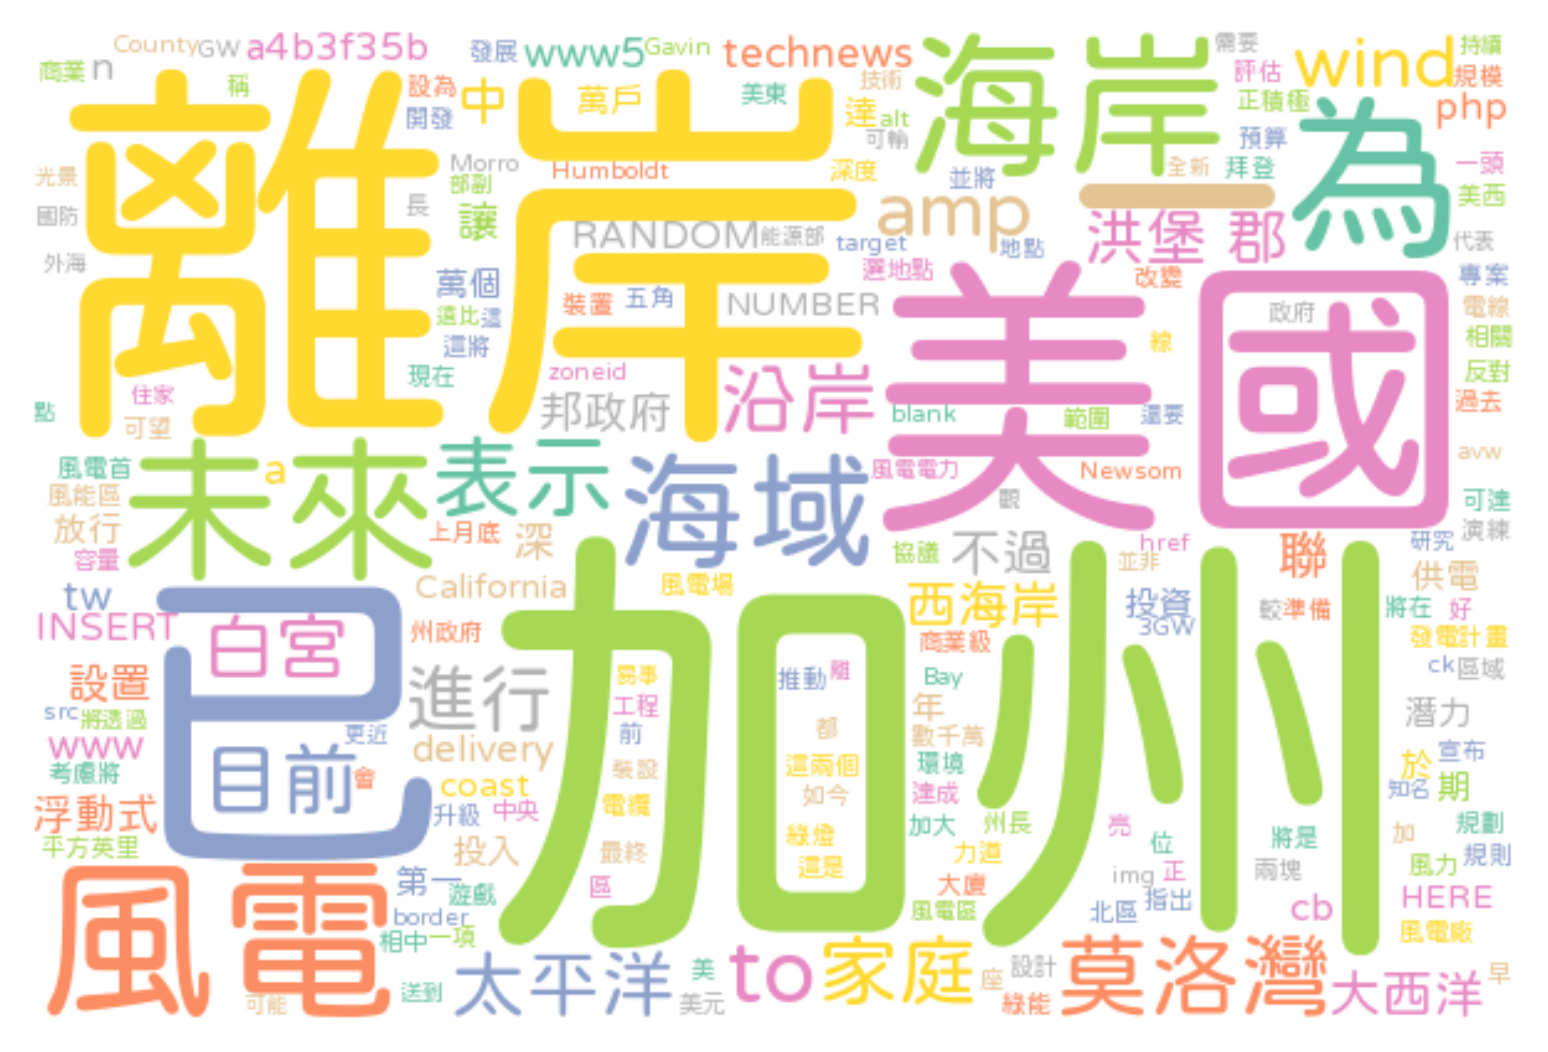 County GW a4b3f35b 發展 www5 Gavin technews 海岸 需要 wind 持續
商業 n 稱 設為 中 萬戶 美東 技術 評估 規模
離岸 開發 達 alt 可輸 正積極 php
Morro Humboldt 深度 並將 全新 預算 拜登 為 一頭
光景 部副 amp 一 美西
國防 長 讓 RANDOM 能源部 target 地點 洪堡 郡 代表
外海 萬個 選地點 改變 專案
遠比 這 裝置 五角 NUMBER 美國 政府 電線
這將 線 相關
住家 現在 zoneid 沿岸 反對
點 可望 邦政府 blank 範圍 還要 過去
風電首 未來 a 表示 海域 風電電力 Newsom avw
風能區 觀 可達
放行 上月底 深 協議 不過 href 聯 研究 演練
容量 California 風電場 並非 供電
tw 巴 加州 西海岸 投資 較 準備 將在 好
INSERT 白宮 州政府 商業級 3GW 發電計畫
設置 進行 易事 推動 離 Bay ck 區域
src 將透過 工程 年 潛力
www 更近 前 都 數千萬 於 宣布
考慮將 目前 會 delivery 裝設 這兩個 環境 期
浮動式 coast 電纜 如今 達成 知名
升級 中央 綠燈 加大 州長 亮 將是 加 規劃
平方英里 投入 最終 這是 力道 位 風力 規則
風電 第一 遊戲 區 大廈 img 正 兩塊 HERE
border 風電區 北區 指出 cb 風電廠
相中 一項
可能 送到 太平洋 美 美元 to 家庭 座 設計 綠能 莫洛灣 大西洋 早